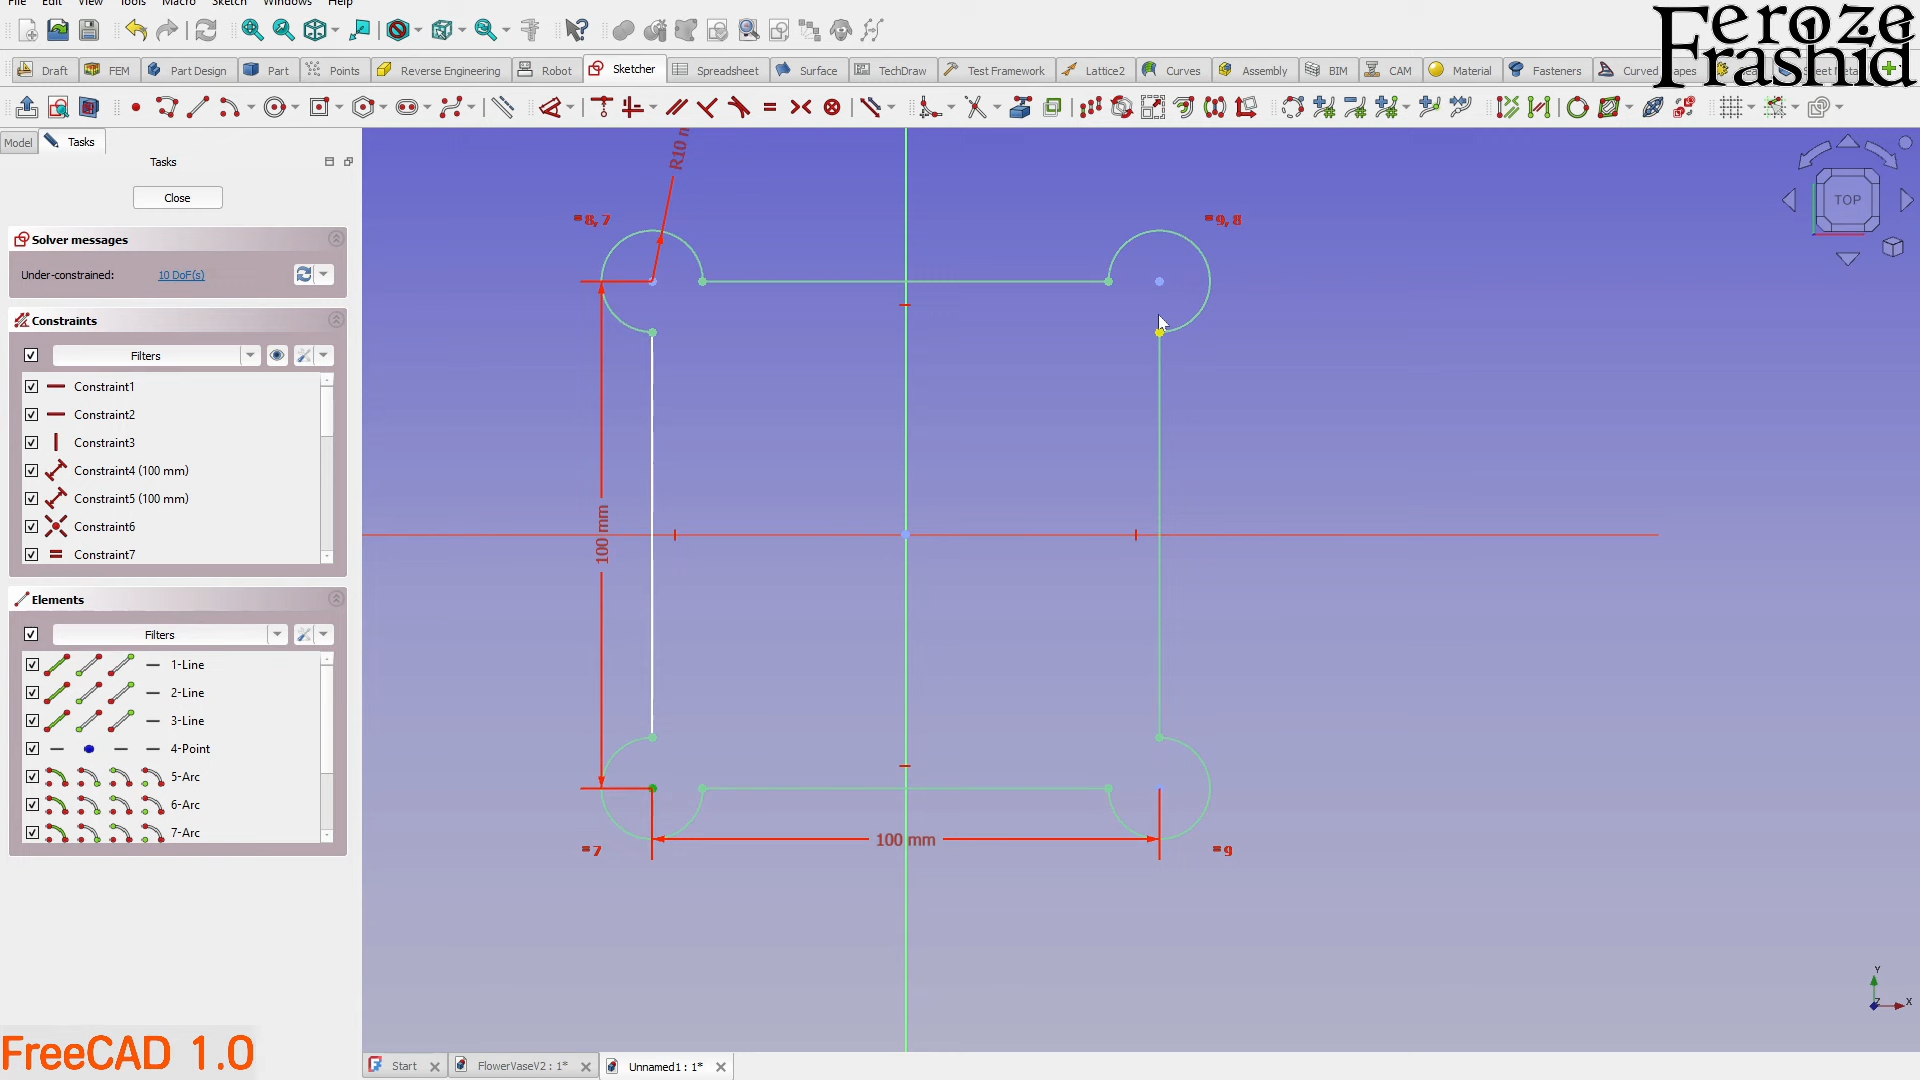 File Edit View Tools Macro Sketch Windows Help
Feroze
Frashid
Draft FEM Part Design Part Points Reverse Engineering Robot Sketcher Spreadsheet Surface TechDraw Test Framework Lattice2 Curves Assembly BIM CAM Material Fasteners
Model Tasks
Tasks
Close
Solver messages
Under-constrained: 10 DoF(s)
Constraints
Filters
Constraint1
Constraint2
Constraint3
Constraint4 (100 mm)
Constraint5 (100 mm)
Constraint6
Constraint7
Elements
Filters
1-Line
2-Line
3-Line
4-Point
5-Arc
6-Arc
7-Arc
R10
8, 7
9, 8
100 mm
7
100 mm
9
TOP
Y
X
Z
FreeCAD 1.0
Start FlowerVaseV2 : 1* Unnamed1 : 1*